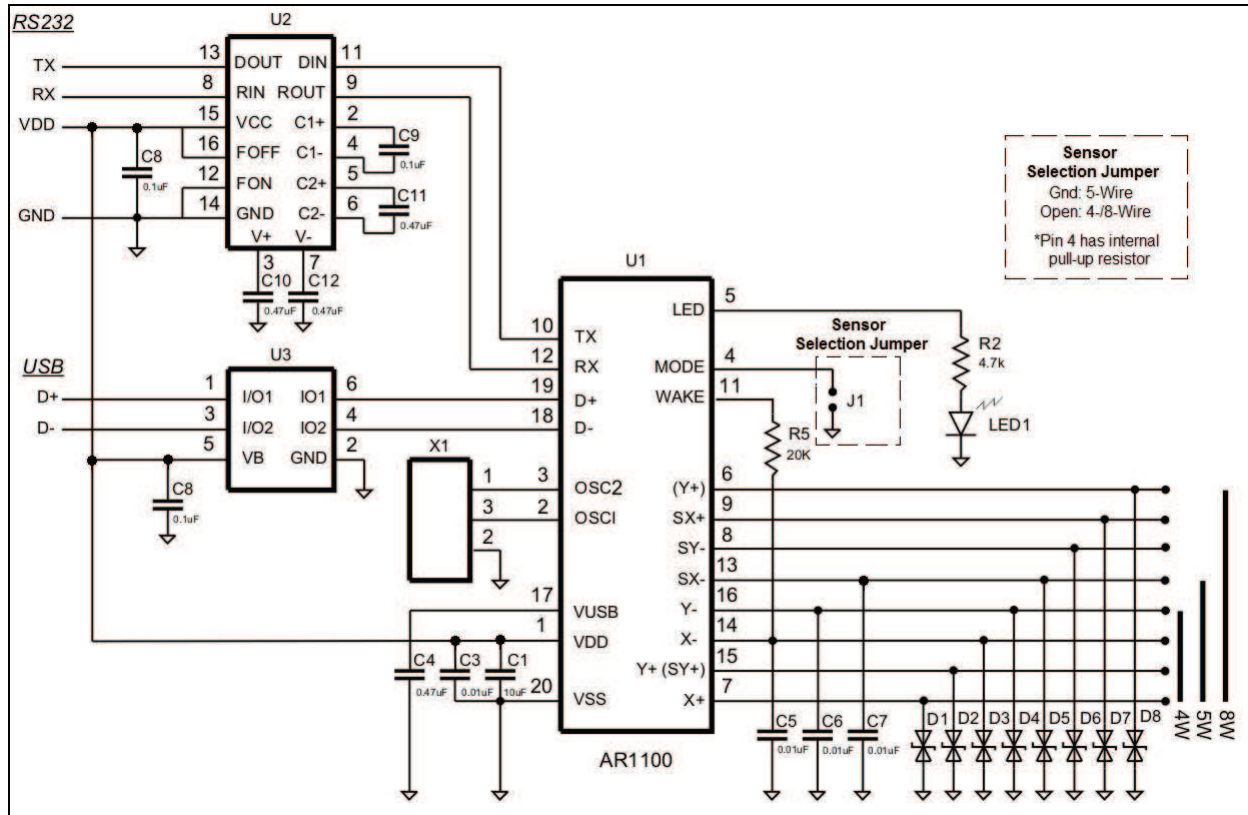 RS232
U2
TX
13
DOUT
DIN
11
RX
8
RIN
ROUT
9
VDD
15
VCC
C1+
2
C9
0.1uF
16
FOFF
C1-
4
C8
0.1uF
12
FON
C2+
5
C11
0.47uF
GND
14
GND
C2-
6
V+
V-
3
7
C10
0.47uF
C12
0.47uF
Sensor
Selection Jumper
Gnd: 5-Wire
Open: 4-/8-Wire
*Pin 4 has internal
pull-up resistor
USB
U3
D+
1
I/O1
IO1
6
D-
3
I/O2
IO2
4
5
VB
GND
2
C8
0.1uF
X1
1
3
2
U1
10
TX
12
RX
19
D+
18
D-
3
OSC2
2
OSCI
17
VUSB
1
VDD
20
VSS
C4
0.47uF
C3
0.01uF
C1
10uF
LED
5
MODE
4
WAKE
11
(Y+)
6
SX+
9
SY-
8
SX-
13
Y-
16
X-
14
Y+ (SY+)
15
X+
7
AR1100
Sensor
Selection Jumper
J1
R2
4.7k
LED1
R5
20K
C5
0.01uF
C6
0.01uF
C7
0.01uF
D1
D2
D3
D4
D5
D6
D7
D8
4W
5W
8W